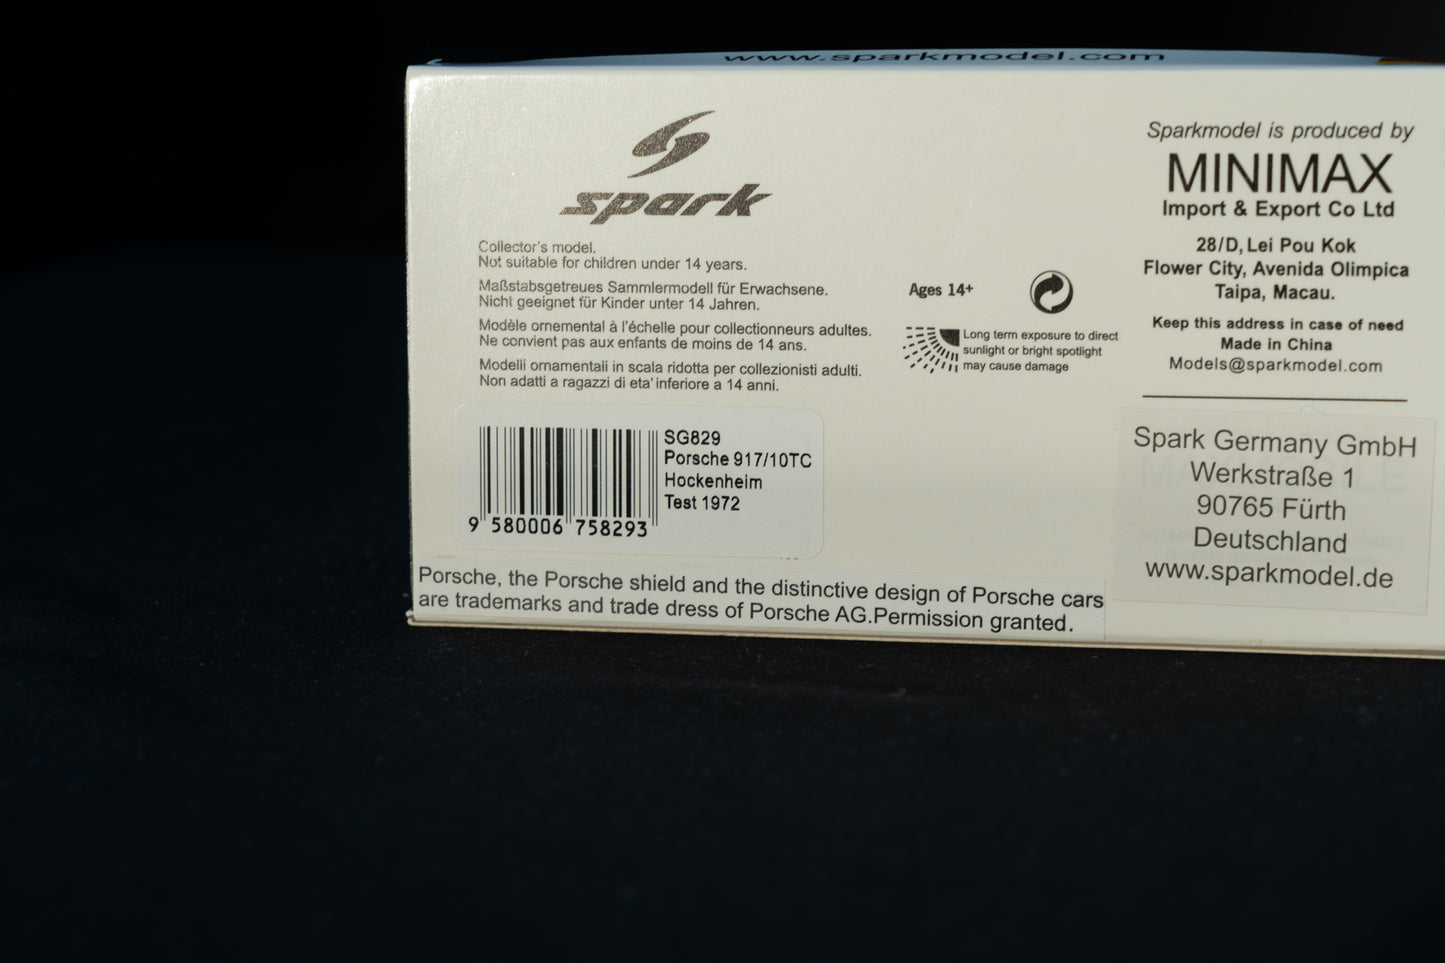 www.sparkmodel.com
spark
Collector's model.
Not suitable for children under 14 years.
Maßstabsgetreues Sammlermodell für Erwachsene.
Nicht geeignet für Kinder unter 14 Jahren.
Modèle ornemental à l'échelle pour collectionneurs adultes.
Ne convient pas aux enfants de moins de 14 ans.
Modelli ornamentali in scala ridotta per collezionisti adulti.
Non adatti a ragazzi di eta' inferiore a 14 anni.
Ages 14+
Long term exposure to direct
sunlight or bright spotlight
may cause damage
Sparkmodel is produced by
MINIMAX
Import & Export Co Ltd
28/D, Lei Pou Kok
Flower City, Avenida Olimpica
Taipa, Macau.
Keep this address in case of need
Made in China
Models@sparkmodel.com
SG829
Porsche 917/10TC
Hockenheim
Test 1972
9 580006 758293
Spark Germany GmbH
Werkstraße 1
90765 Fürth
Deutschland
www.sparkmodel.de
Porsche, the Porsche shield and the distinctive design of Porsche cars
are trademarks and trade dress of Porsche AG.Permission granted.